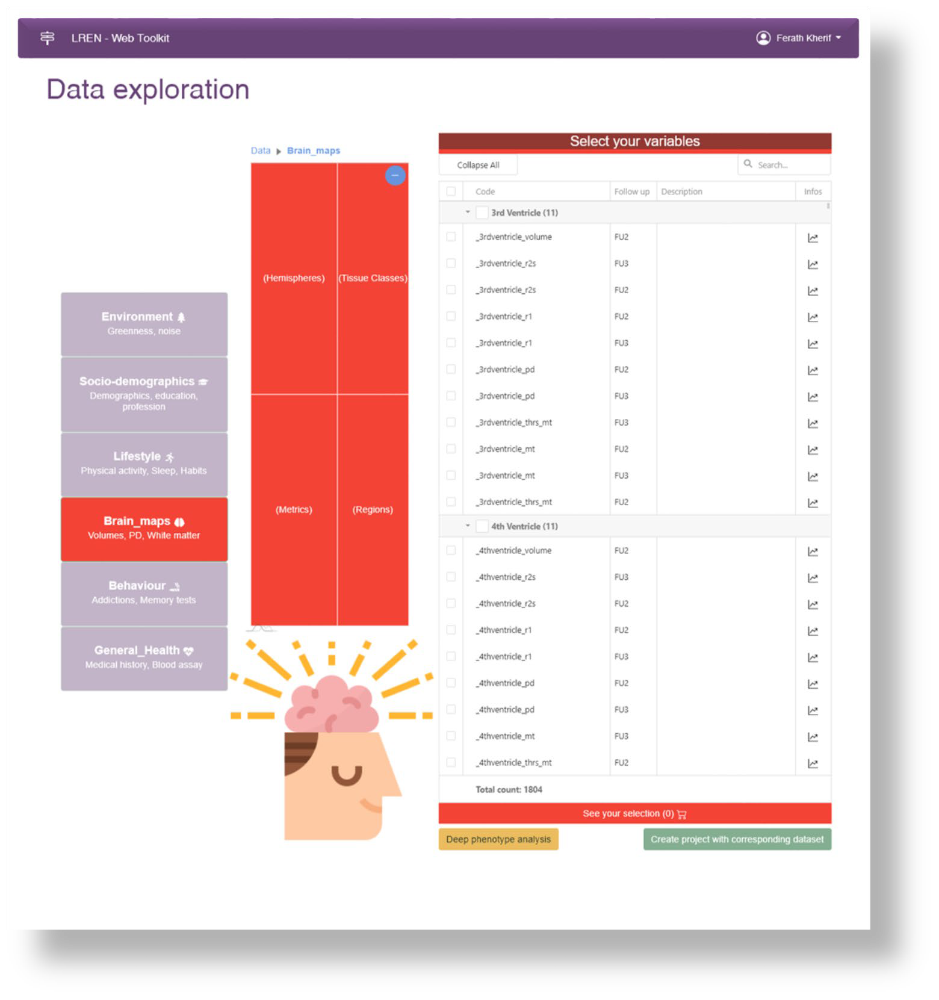 LREN - Web Toolkit
Ferath Kherif
Data exploration
Environment
Greenness, noise
Socio-demographics
Demographics, education,
profession
Lifestyle
Physical activity, Sleep, Habits
Brain_maps
Volumes, PD, White matter
Behaviour
Addictions, Memory tests
General_Health
Medical history, Blood assay
Data ▶ Brain_maps
(Hemispheres) (Tissue Classes)
(Metrics) (Regions)
Select your variables
Collapse All Search...
Code Follow up Description Infos
3rd Ventricle (11)
_3rdventricle_volume FU2
_3rdventricle_r2s FU3
_3rdventricle_r2s FU2
_3rdventricle_r1 FU2
_3rdventricle_r1 FU3
_3rdventricle_pd FU2
_3rdventricle_pd FU3
_3rdventricle_thrs_mt FU3
_3rdventricle_mt FU2
_3rdventricle_mt FU3
_3rdventricle_thrs_mt FU2
4th Ventricle (11)
_4thventricle_volume FU2
_4thventricle_r2s FU3
_4thventricle_r2s FU2
_4thventricle_r1 FU2
_4thventricle_r1 FU3
_4thventricle_pd FU2
_4thventricle_pd FU3
_4thventricle_mt FU3
_4thventricle_thrs_mt FU2
Total count: 1804
See your selection (0)
Deep phenotype analysis
Create project with corresponding dataset